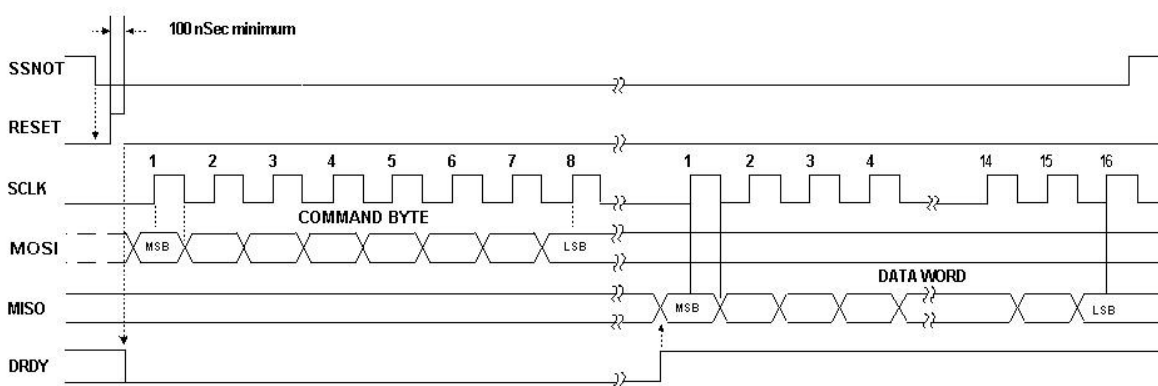 100 nSec minimum
SSNOT
RESET
1 2 3 4 5 6 7 8 1 2 3 4 14 15 16
SCLK
COMMAND BYTE
MOSI MSB LSB
DATA WORD
MISO MSB LSB
DRDY